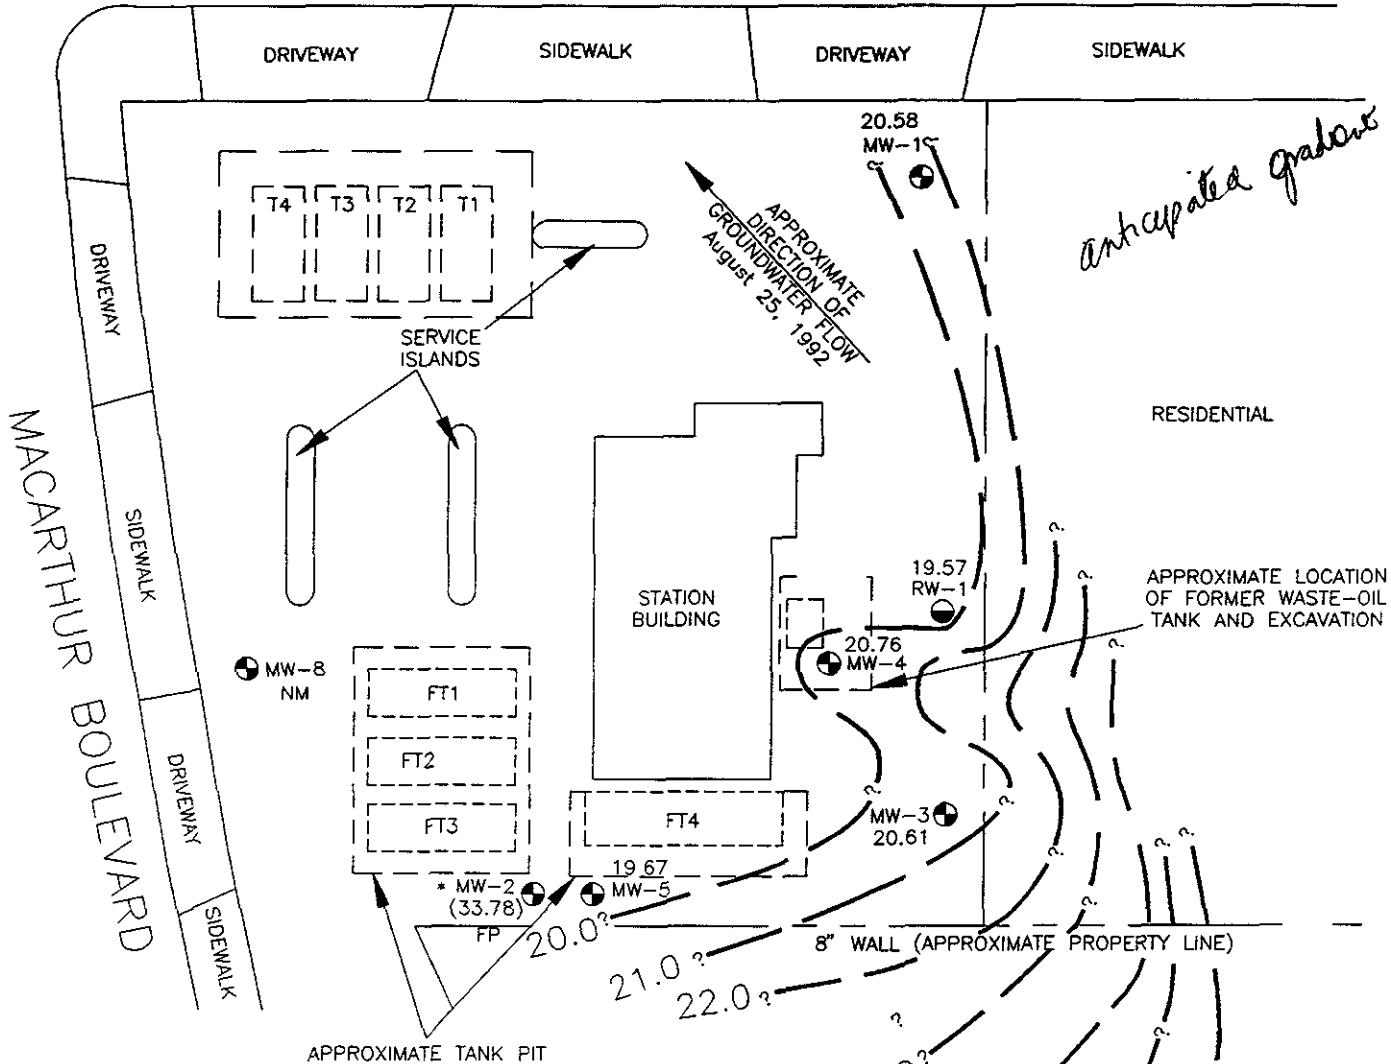 DRIVEWAY
SIDEWALK
DRIVEWAY
SIDEWALK
20.58
MW-1
anticipated
T4
T3
T2
T1
APPROXIMATE
DIRECTION OF
GROUNDWATER FLOW
August 25, 1992
DRIVEWAY
SERVICE
ISLANDS
RESIDENTIAL
MACARTHUR BOULEVARD
SIDEWALK
STATION
BUILDING
19.57
RW-1
APPROXIMATE LOCATION
OF FORMER WASTE-OIL
TANK AND EXCAVATION
20.76
MW-4
MW-8
NM
FT1
FT2
FT3
FT4
DRIVEWAY
MW-3
20.61
SIDEWALK
* MW-2
(33.78)
FP
19.67
MW-5
20.0?
21.0 ?
22.0 ?
8" WALL (APPROXIMATE PROPERTY LINE)
APPROXIMATE TANK PIT